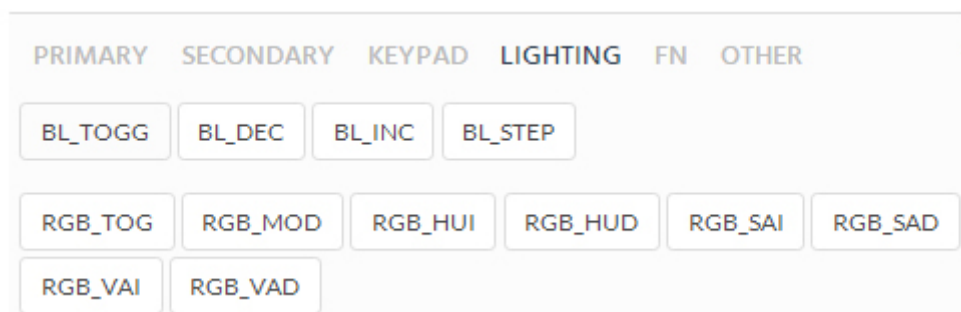 PRIMARY SECONDARY KEYPAD LIGHTING FN OTHER
BL_TOGG BL_DEC BL_INC BL_STEP
RGB_TOG RGB_MOD RGB_HUI RGB_HUD RGB_SAI RGB_SAD
RGB_VAI RGB_VAD